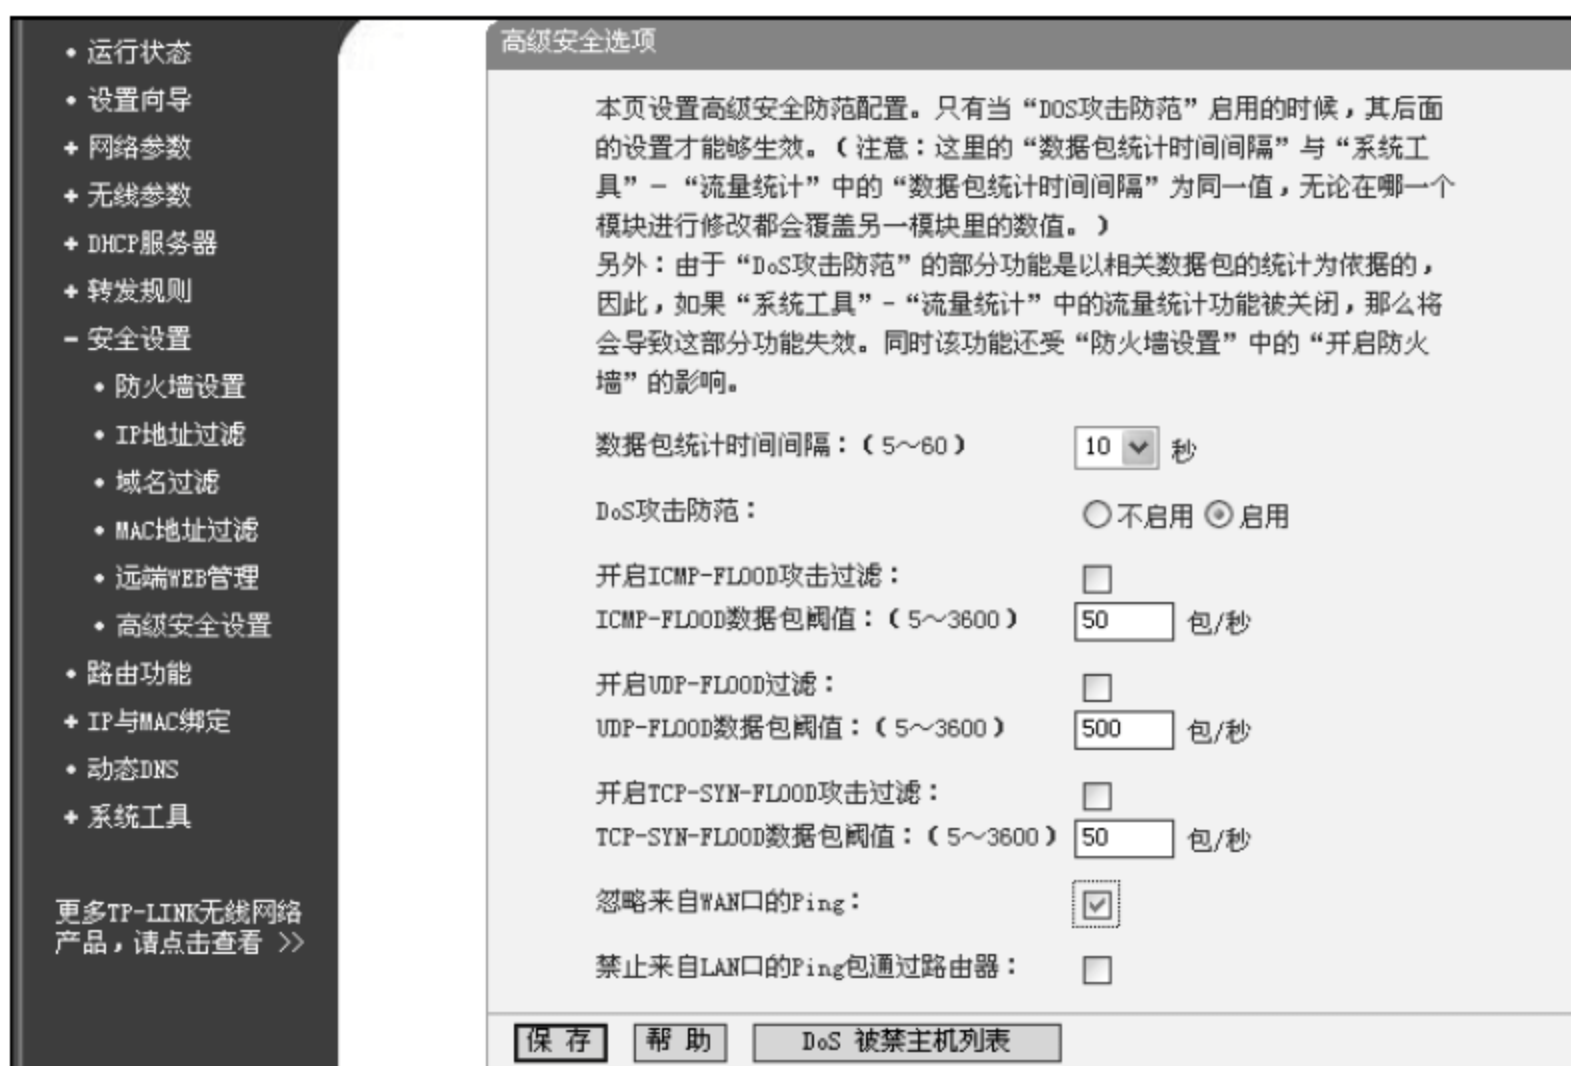 • 运行状态
• 设置向导
+ 网络参数
+ 无线参数
+ DHCP服务器
+ 转发规则
- 安全设置
• 防火墙设置
• IP地址过滤
• 域名过滤
• MAC地址过滤
• 远端WEB管理
• 高级安全设置
• 路由功能
+ IP与MAC绑定
• 动态DNS
+ 系统工具
更多TP-LINK无线网络
产品，请点击查看 >>
高级安全选项
本页设置高级安全防范配置。只有当“DOS攻击防范”启用的时候，其后面
的设置才能够生效。（注意：这里的“数据包统计时间间隔”与“系统工
具” - “流量统计”中的“数据包统计时间间隔”为同一值，无论在哪一个
模块进行修改都会覆盖另一模块里的数值。）
另外：由于“DoS攻击防范”的部分功能是以相关数据包的统计为依据的，
因此，如果“系统工具”-“流量统计”中的流量统计功能被关闭，那么将
会导致这部分功能失效。同时该功能还受“防火墙设置”中的“开启防火
墙”的影响。
数据包统计时间间隔：（5～60） 10 秒
DoS攻击防范： 不启用 启用
开启ICMP-FLOOD攻击过滤：
ICMP-FLOOD数据包阈值：（5～3600） 50 包/秒
开启UDP-FLOOD过滤：
UDP-FLOOD数据包阈值：（5～3600） 500 包/秒
开启TCP-SYN-FLOOD攻击过滤：
TCP-SYN-FLOOD数据包阈值：（5～3600） 50 包/秒
忽略来自WAN口的Ping：
禁止来自LAN口的Ping包通过路由器：
保 存 帮 助 DoS 被禁主机列表